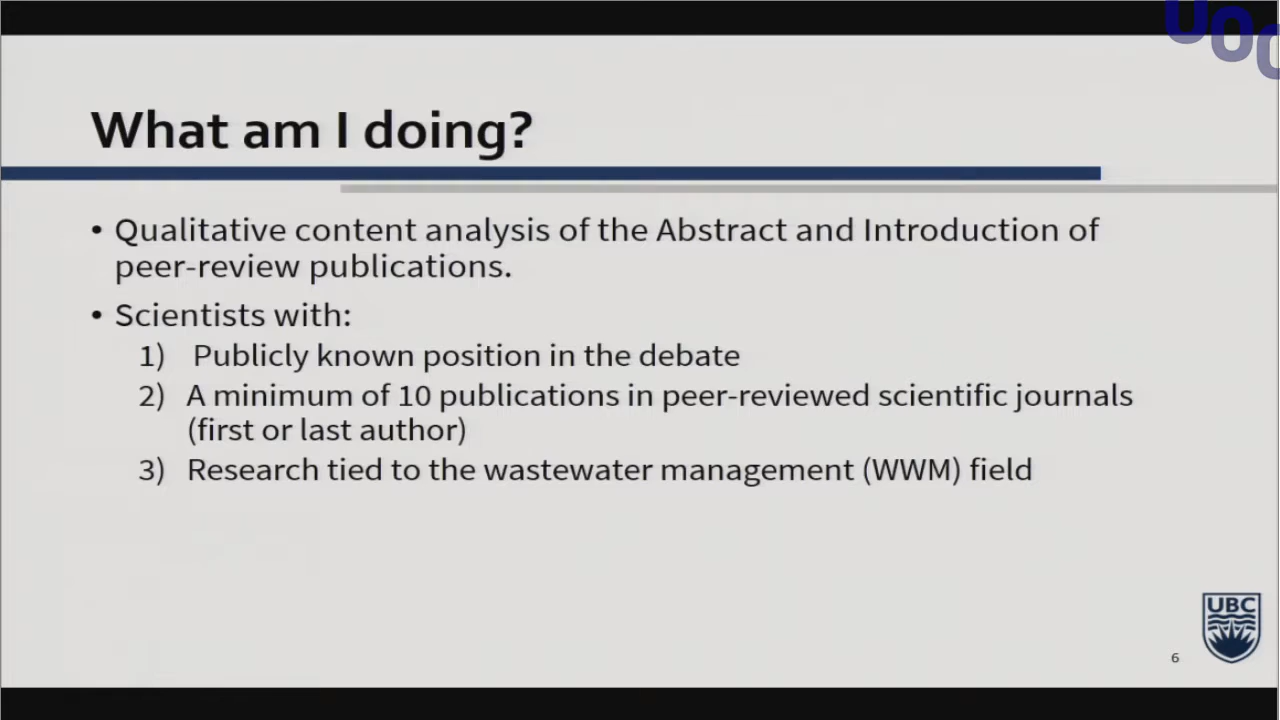 UOC
What am I doing?
• Qualitative content analysis of the Abstract and Introduction of
peer-review publications.
• Scientists with:
1) Publicly known position in the debate
2) A minimum of 10 publications in peer-reviewed scientific journals
(first or last author)
3) Research tied to the wastewater management (WWM) field
UBC
6